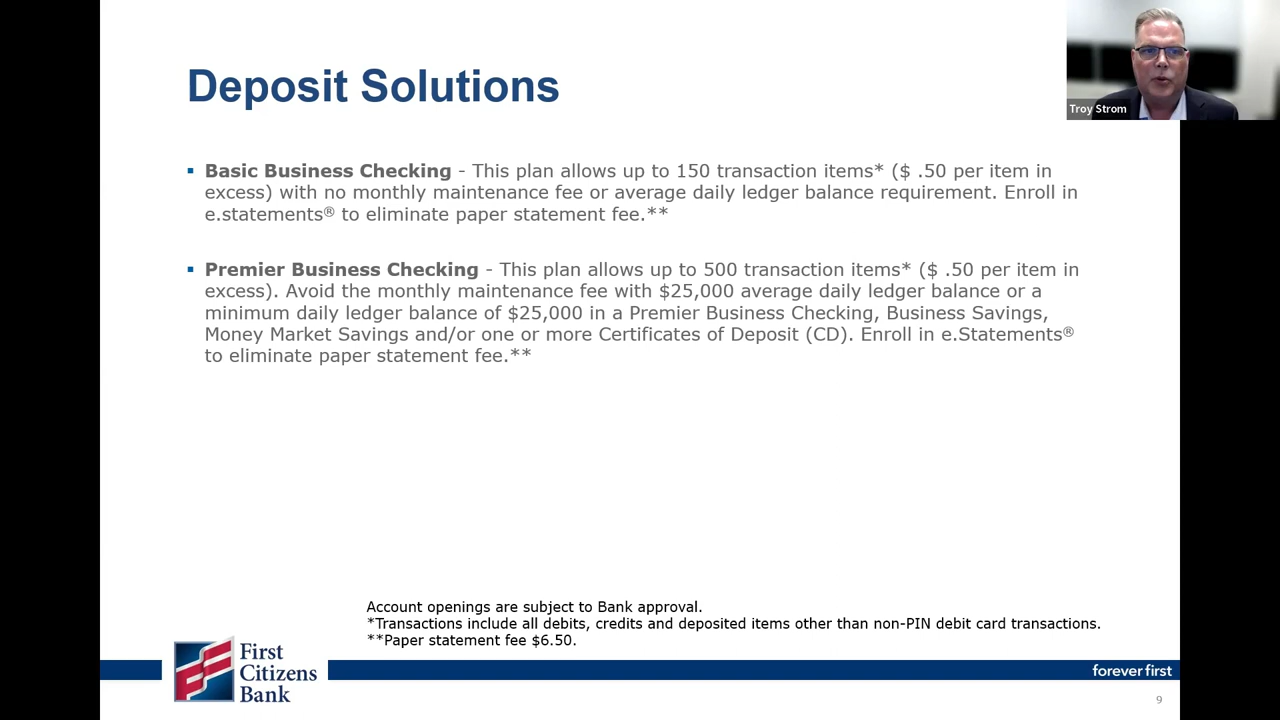 Deposit Solutions
Troy Strom
▪ Basic Business Checking - This plan allows up to 150 transaction items* ($ .50 per item in
excess) with no monthly maintenance fee or average daily ledger balance requirement. Enroll in
e.statements® to eliminate paper statement fee.**
▪ Premier Business Checking - This plan allows up to 500 transaction items* ($ .50 per item in
excess). Avoid the monthly maintenance fee with $25,000 average daily ledger balance or a
minimum daily ledger balance of $25,000 in a Premier Business Checking, Business Savings,
Money Market Savings and/or one or more Certificates of Deposit (CD). Enroll in e.Statements®
to eliminate paper statement fee.**
Account openings are subject to Bank approval.
*Transactions include all debits, credits and deposited items other than non-PIN debit card transactions.
**Paper statement fee $6.50.
First
Citizens
Bank
forever first
9